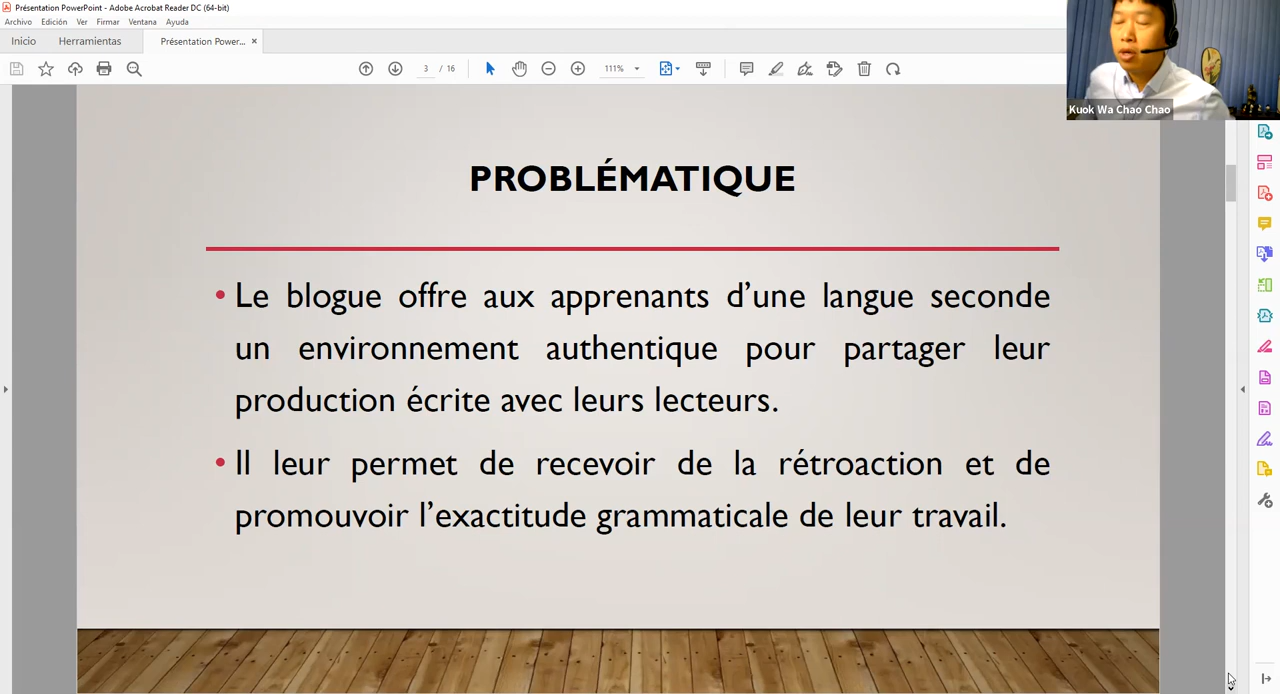 Présentation PowerPoint - Adobe Acrobat Reader DC (64-bit)
Archivo Edición Ver Firmar Ventana Ayuda
Inicio Herramientas Présentation Power... ×
3 / 16 111%
Kuok Wa Chao Chao
PROBLÉMATIQUE
• Le blogue offre aux apprenants d’une langue seconde
un environnement authentique pour partager leur
production écrite avec leurs lecteurs.
• Il leur permet de recevoir de la rétroaction et de
promouvoir l’exactitude grammaticale de leur travail.